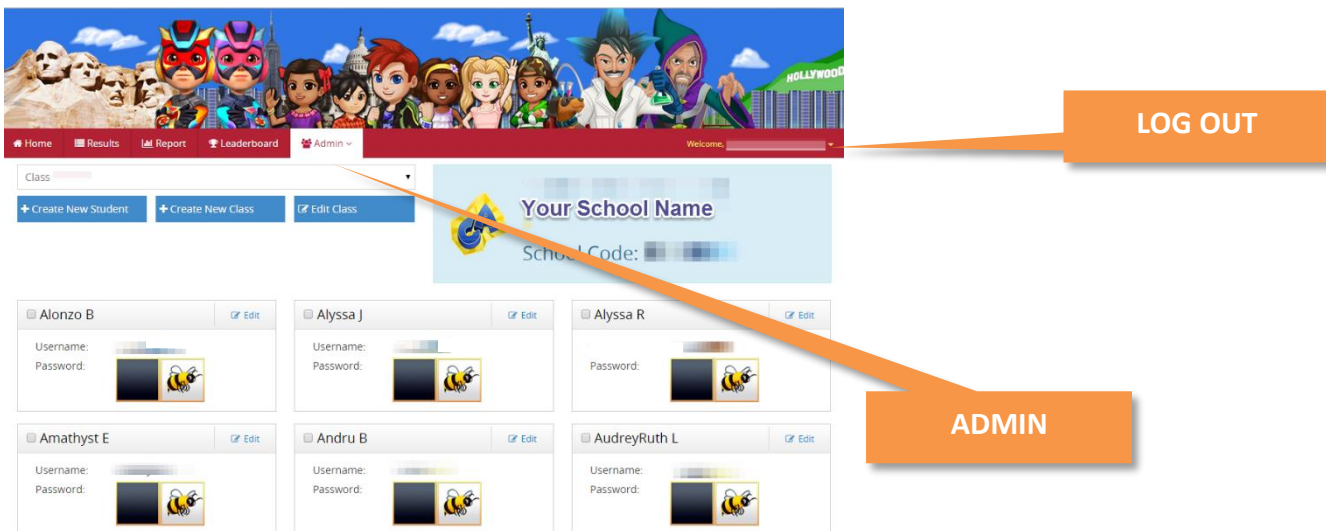 HOLLYWOOD
LOG OUT
Home Results Report Leaderboard Admin Welcome,
Class
Create New Student Create New Class Edit Class
Your School Name
School Code:
Alonzo B Edit Alyssa J Edit Alyssa R Edit
Username: Username:
Password: Password: Password:
ADMIN
Amathyst E Edit Andru B Edit AudreyRuth L Edit
Username: Username: Username:
Password: Password: Password: